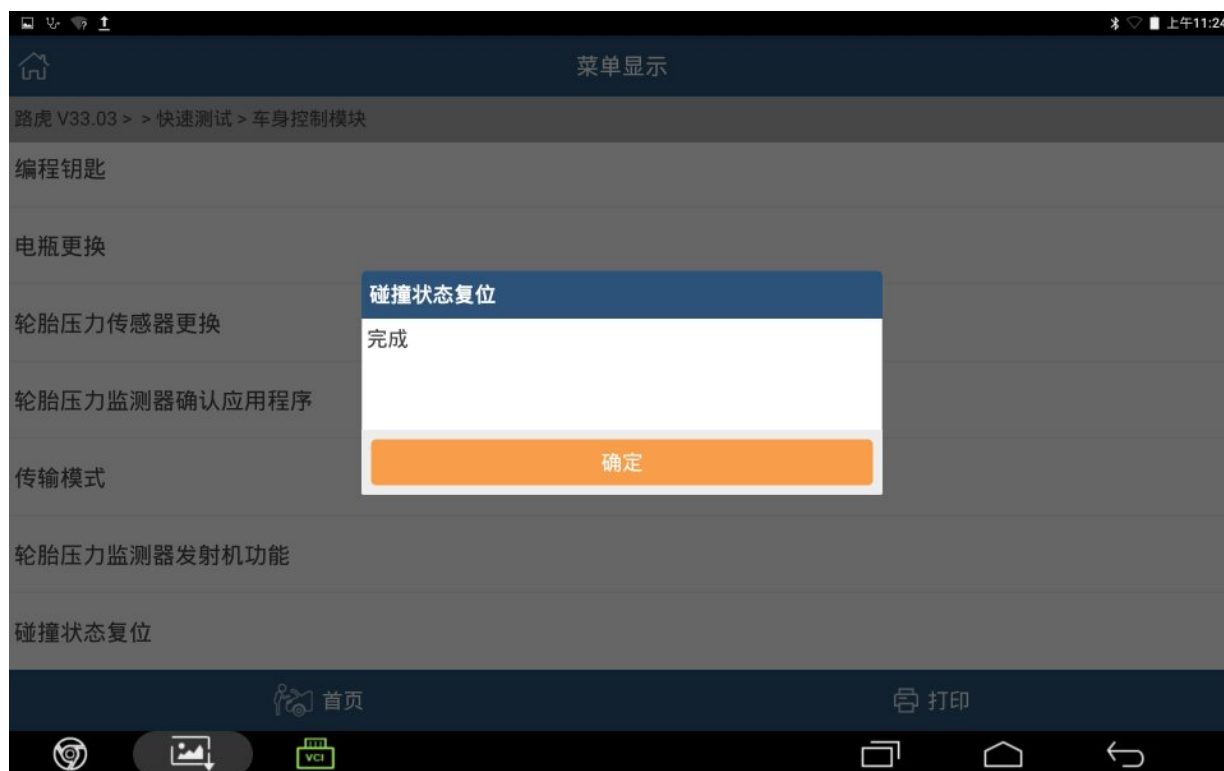 上午11:24
菜单显示
路虎 V33.03 > > 快速测试 > 车身控制模块
编程钥匙
电瓶更换
轮胎压力传感器更换
轮胎压力监测器确认应用程序
传输模式
轮胎压力监测器发射机功能
碰撞状态复位
碰撞状态复位
完成
确定
首页
打印
VCI